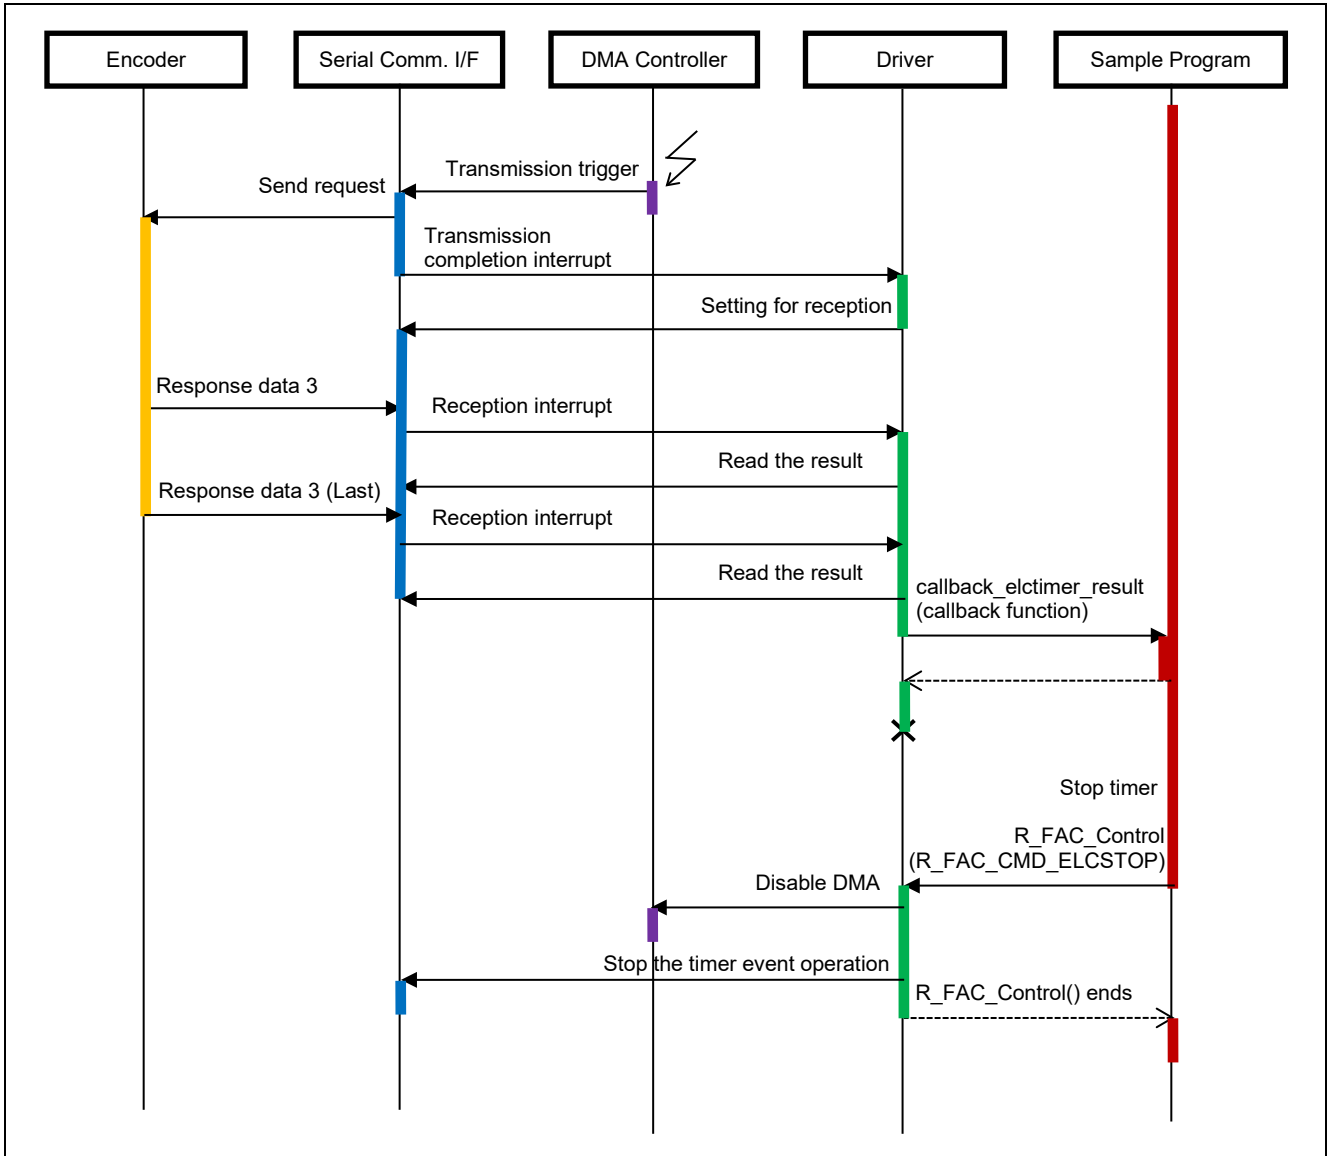 Encoder
Serial Comm. I/F
DMA Controller
Driver
Sample Program
Transmission trigger
Send request
Transmission
completion interrupt
Setting for reception
Response data 3
Reception interrupt
Read the result
Response data 3 (Last)
Reception interrupt
Read the result
callback_elctimer_result
(callback function)
Stop timer
R_FAC_Control
(R_FAC_CMD_ELCSTOP)
Disable DMA
Stop the timer event operation
R_FAC_Control() ends